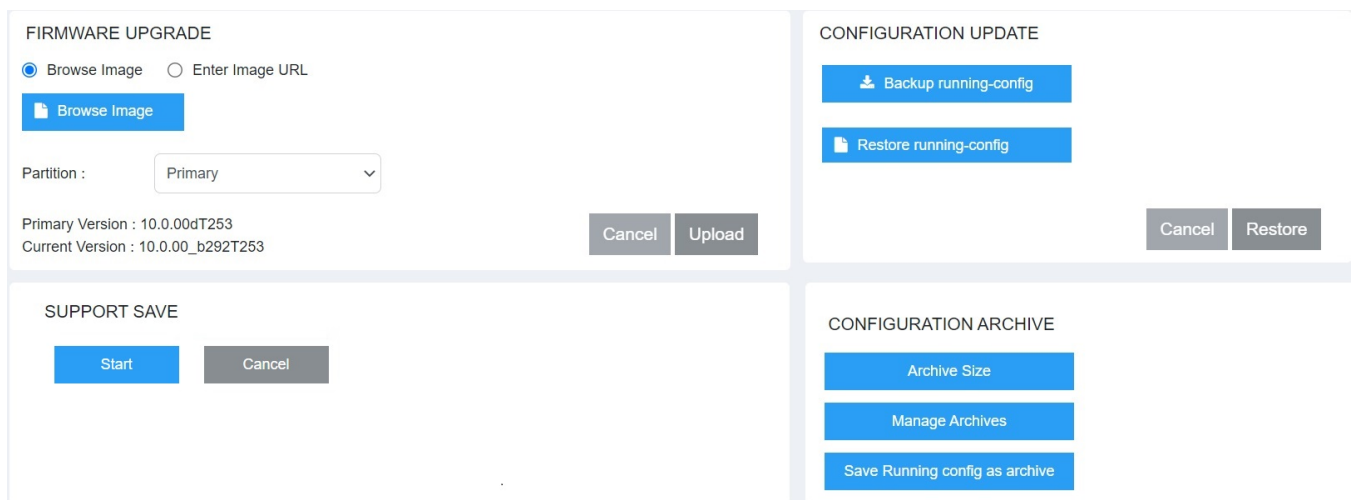 FIRMWARE UPGRADE
Browse Image Enter Image URL
Browse Image
Partition : Primary
Primary Version : 10.0.00dT253
Current Version : 10.0.00_b292T253
Cancel Upload
CONFIGURATION UPDATE
Backup running-config
Restore running-config
Cancel Restore
SUPPORT SAVE
Start Cancel
CONFIGURATION ARCHIVE
Archive Size
Manage Archives
Save Running config as archive